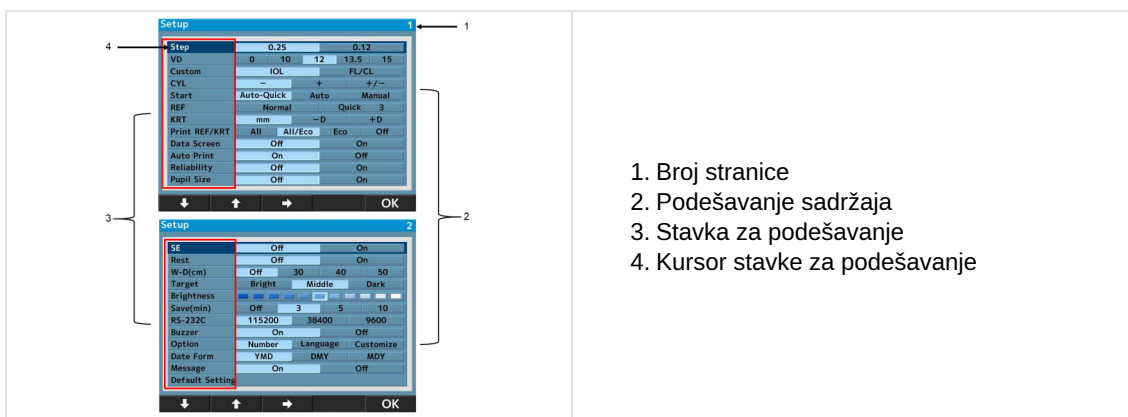 Setup 1
1
4
Step 0.25 0.12
VD 0 10 12 13.5 15
Custom IOL FL/CL
CYL − + +/−
Start Auto-Quick Auto Manual
REF Normal Quick 3
KRT mm −D +D
Print REF/KRT All All/Eco Eco Off
Data Screen Off On
Auto Print On Off
Reliability Off On
Pupil Size Off On
OK
3
2
Setup 2
SE Off On
Rest Off On
W-D(cm) Off 30 40 50
Target Bright Middle Dark
Brightness
Save(min) Off 3 5 10
RS-232C 115200 38400 9600
Buzzer On Off
Option Number Language Customize
Date Form YMD DMY MDY
Message On Off
Default Setting
OK
1. Broj stranice
2. Podešavanje sadržaja
3. Stavka za podešavanje
4. Kursor stavke za podešavanje